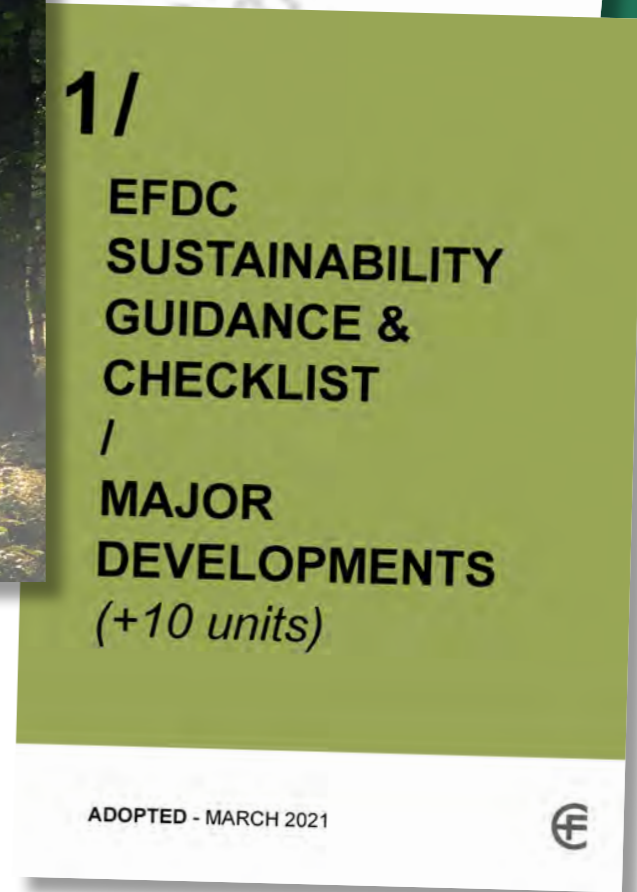 1/
EFDC
SUSTAINABILITY
GUIDANCE &
CHECKLIST
/
MAJOR
DEVELOPMENTS
(+10 units)
ADOPTED - MARCH 2021